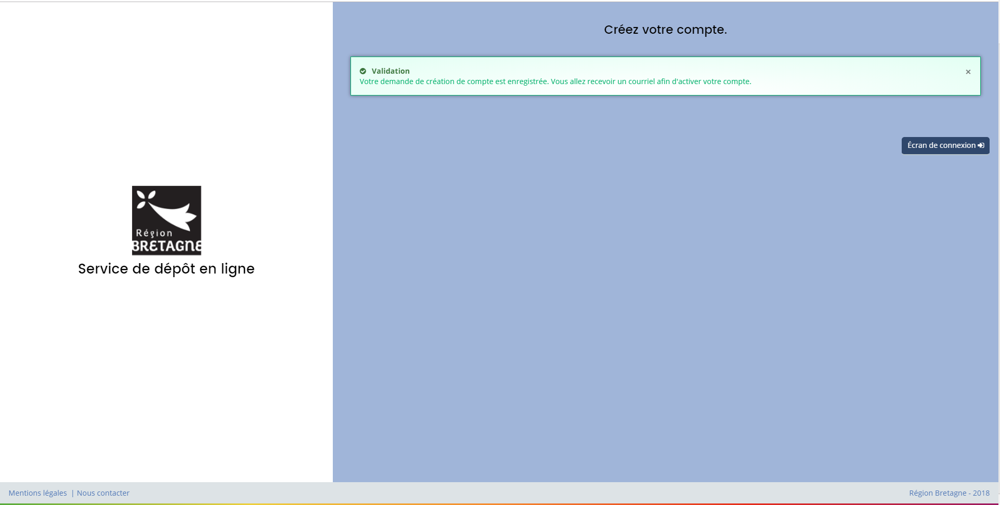 Créez votre compte.
Validation
Votre demande de création de compte est enregistrée. Vous allez recevoir un courriel afin d'activer votre compte.
×
Écran de connexion
Région
BRETAGNE
Service de dépôt en ligne
Mentions légales | Nous contacter
Région Bretagne - 2018